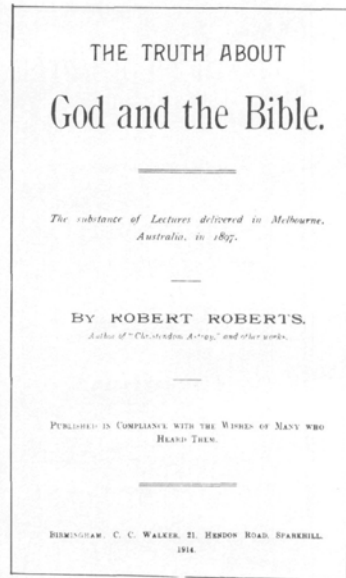 THE TRUTH ABOUT
God and the Bible.
The substance of Lectures delivered in Melbourne,
Australia, in 1897.
BY ROBERT ROBERTS.
Author of "Christendom Astray," and other works.
PUBLISHED IN COMPLIANCE WITH THE WISHES OF MANY WHO
HEARD THEM.
BIRMINGHAM. C. C. WALKER, 21, HENDON ROAD, SPARKHILL.
1914.